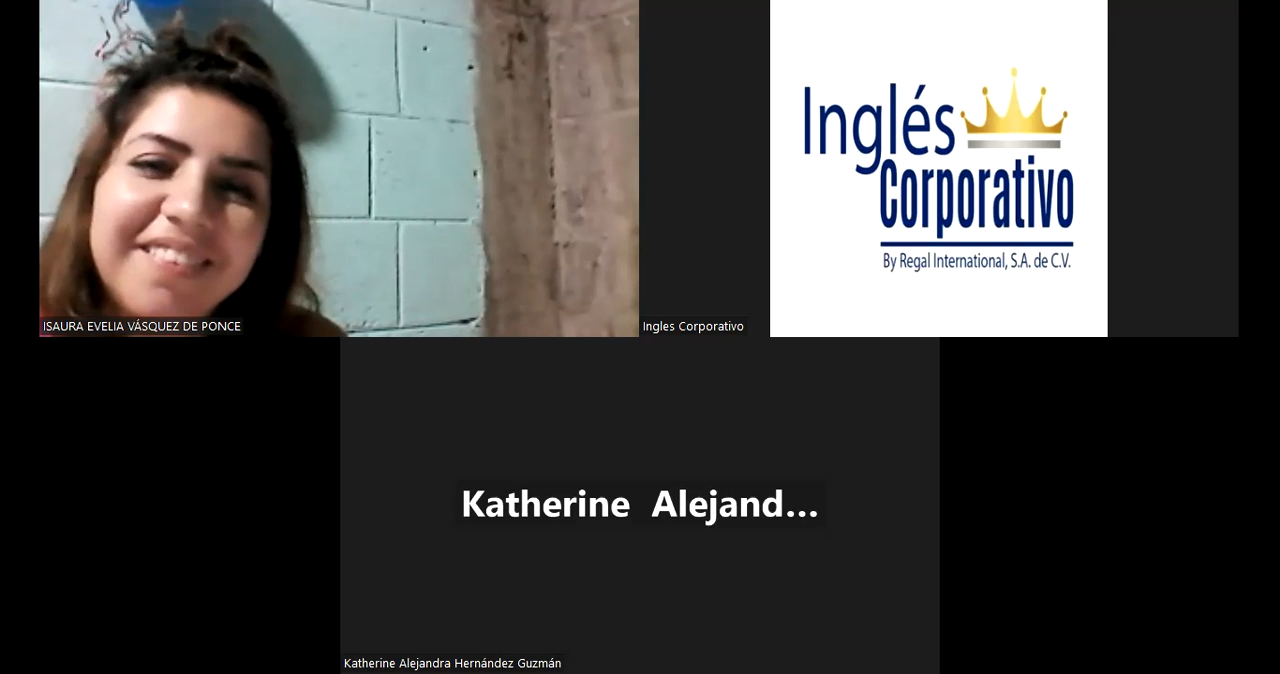 Inglés
Corporativo
By Regal International, S.A. de C.V.
ISAURA EVELIA VÁSQUEZ DE PONCE
Ingles Corporativo
Katherine Alejand...
Katherine Alejandra Hernández Guzmán